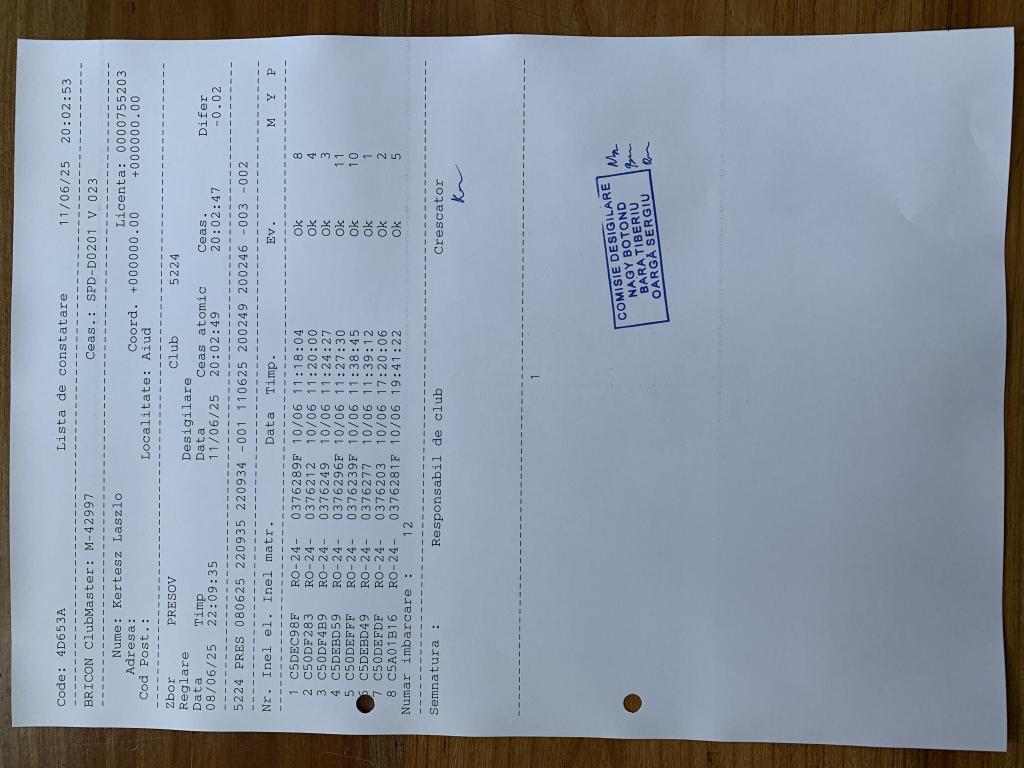 Code: 4D653A Lista de constatare 11/06/25 20:02:53
BRICON ClubMaster: M-42997 Ceas.: SPD-D0201 V 023
Nume: Kertesz Laszlo Licenta: 0000755203
Adresa: Coord. +000000.00 +000000.00
Cod Post.: Localitate: Aiud
Zbor PRESOV Club 5224
Reglare Desigilare
Data Timp Data Ceas atomic Ceas. Difer
08/06/25 22:09:35 11/06/25 20:02:49 20:02:47 -0.02
5224 PRES 080625 220935 220934 -001 110625 200249 200246 -003 -002
Nr. Inel el. Inel matr. Data Timp. Ev. M Y P
1 C5DEC98F RO-24- 0376289F 10/06 11:18:04 Ok 8
2 C50DF283 RO-24- 0376212 10/06 11:20:00 Ok 4
3 C50DF4B9 RO-24- 0376249 10/06 11:24:27 Ok 3
4 C5DEBD59 RO-24- 0376296F 10/06 11:27:30 Ok 11
5 C50DEFFF RO-24- 0376239F 10/06 11:38:45 Ok 10
6 C5DEBD49 RO-24- 0376277 10/06 11:39:12 Ok 1
7 C50DEFDF RO-24- 0376203 10/06 17:20:06 Ok 2
8 C5A01B16 RO-24- 0376281F 10/06 19:41:22 Ok 5
Numar imbarcare : 12
Semnatura : Responsabil de club Crescator
1
COMISIE DESIGILARE
NAGY BOTOND
BARA TIBERIU
OARGĂ SERGIU